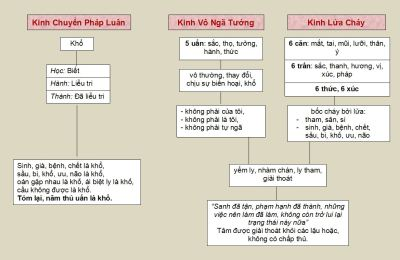 Kinh Chuyển Pháp Luân
Khổ
Học: Biết
Hành: Liễu tri
Thành: Đã liễu tri
Sinh, già, bệnh, chết là khổ,
sầu, bi, khổ, ưu, não là khổ,
oán gặp nhau là khổ, ái biệt ly là khổ,
cầu không được là khổ.
Tóm lại, năm thủ uẩn là khổ.
Kinh Vô Ngã Tướng
5 uẩn: sắc, thọ, tưởng,
hành, thức
vô thường, thay đổi,
chịu sự biến hoại, khổ
- không phải của tôi,
- không phải là tôi,
- không phải tự ngã
Kinh Lửa Cháy
6 căn: mắt, tai, mũi, lưỡi, thân,
ý
6 trần: sắc, thanh, hương, vị,
xúc, pháp
6 thức, 6 xúc
bốc cháy bởi lửa:
- tham, sân, si
- sinh, già, bệnh, chết,
sầu, bi, khổ, ưu, não
yểm ly, nhàm chán, ly tham,
giải thoát
"Sanh đã tận, phạm hạnh đã thành, những
việc nên làm đã làm, không còn trở lui lại
trạng thái này nữa"
Tâm được giải thoát khỏi các lậu hoặc,
không có chấp thủ.